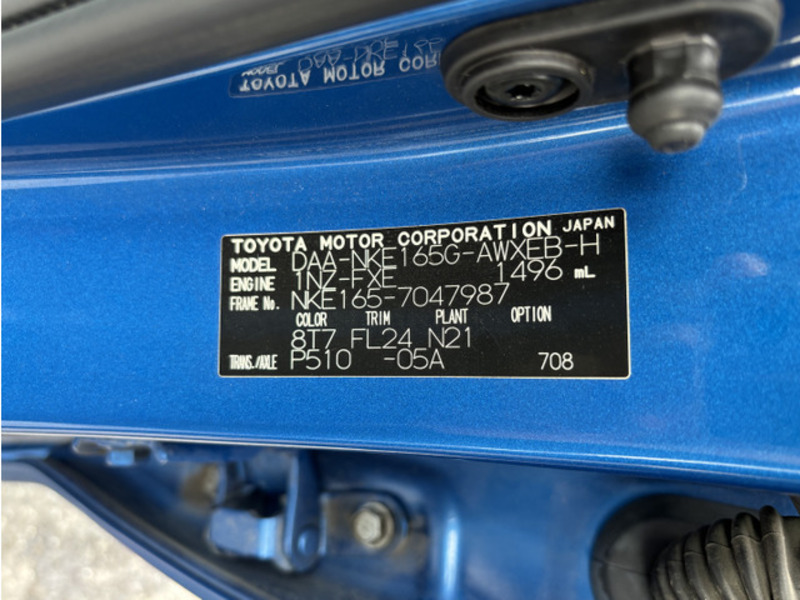 TOYOTA MOTOR CORPORATION JAPAN
MODEL DAA-NKE165G-AWXEB-H
ENGINE 1NZ-FXE 1496 mL
FRAME No. NKE165-7047987
COLOR TRIM PLANT OPTION
8T7 FL24 N21
TRANS./AXLE P510 -05A 708